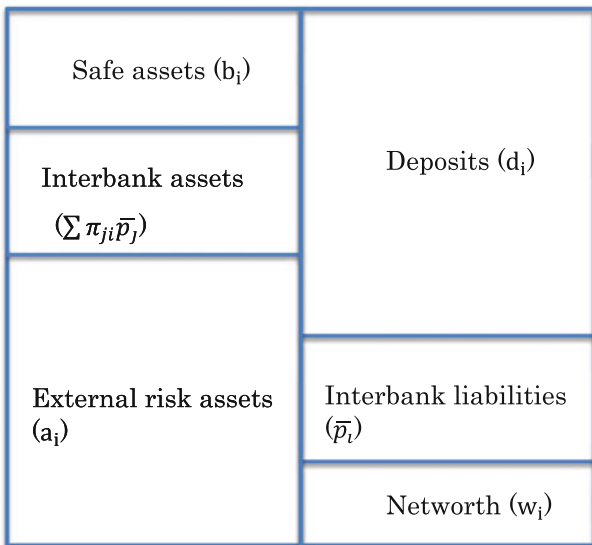 Safe assets (bᵢ)
Interbank assets
(∑ πⱼᵢp̅ⱼ)
External risk assets
(aᵢ)
Deposits (dᵢ)
Interbank liabilities
(p̅ᵢ)
Networth (wᵢ)